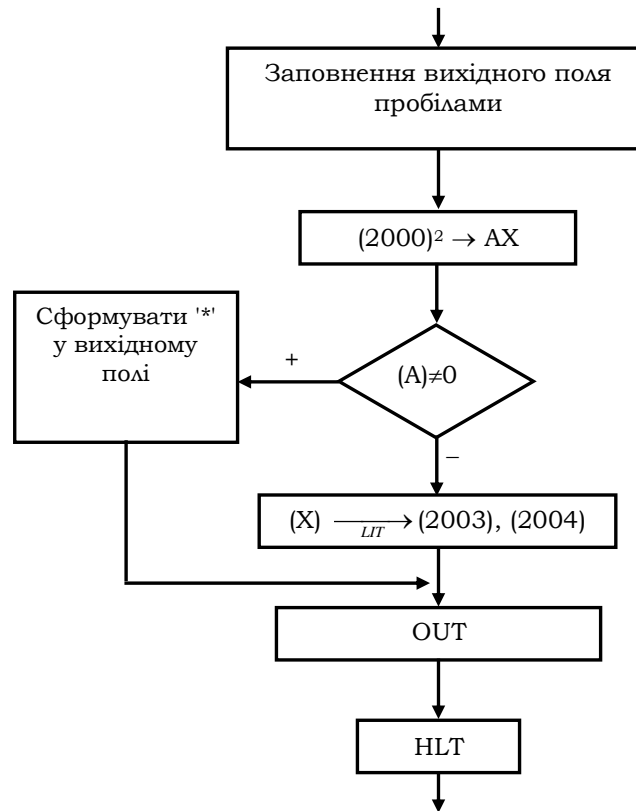 Заповнення вихідного поля
пробілами
(2000)² → AX
Сформувати '*'
у вихідному
полі
+
(A)≠0
–
(X) ⟶ LIT (2003), (2004)
OUT
HLT